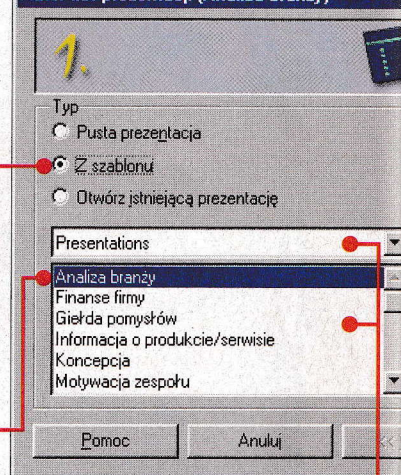 1.
Typ
Pusta prezentacja
Z szablonu
Otwórz istniejącą prezentację
Presentations
Analiza branży
Finanse firmy
Giełda pomysłów
Informacja o produkcie/serwisie
Koncepcja
Motywacja zespołu
Pomoc Anuluj <<